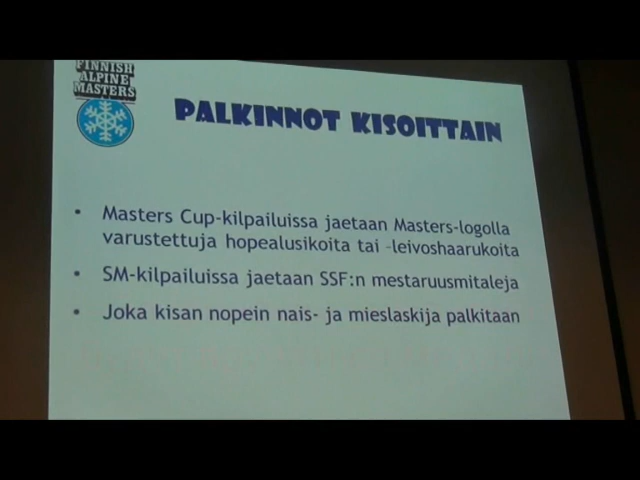 FINNISH
ALPINE
MASTERS
PALKINNOT KISOITTAIN
• Masters Cup-kilpailuissa jaetaan Masters-logolla
varustettuja hopealusikoita tai -leivoshaarukoita
• SM-kilpailuissa jaetaan SSF:n mestaruusmitaleja
• Joka kisan nopein nais- ja mieslaskija palkitaan